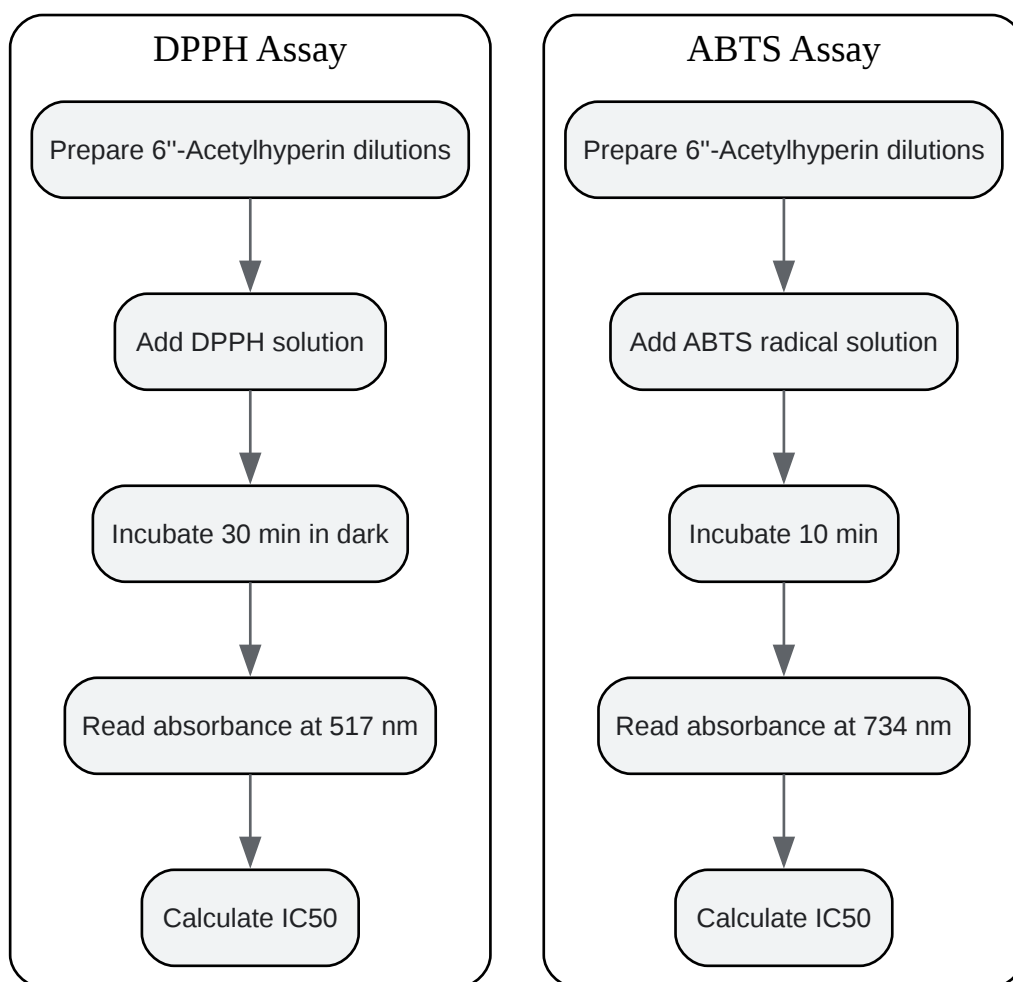 DPPH Assay
Prepare 6''-Acetylhyperin dilutions
Add DPPH solution
Incubate 30 min in dark
Read absorbance at 517 nm
Calculate IC50
ABTS Assay
Prepare 6''-Acetylhyperin dilutions
Add ABTS radical solution
Incubate 10 min
Read absorbance at 734 nm
Calculate IC50